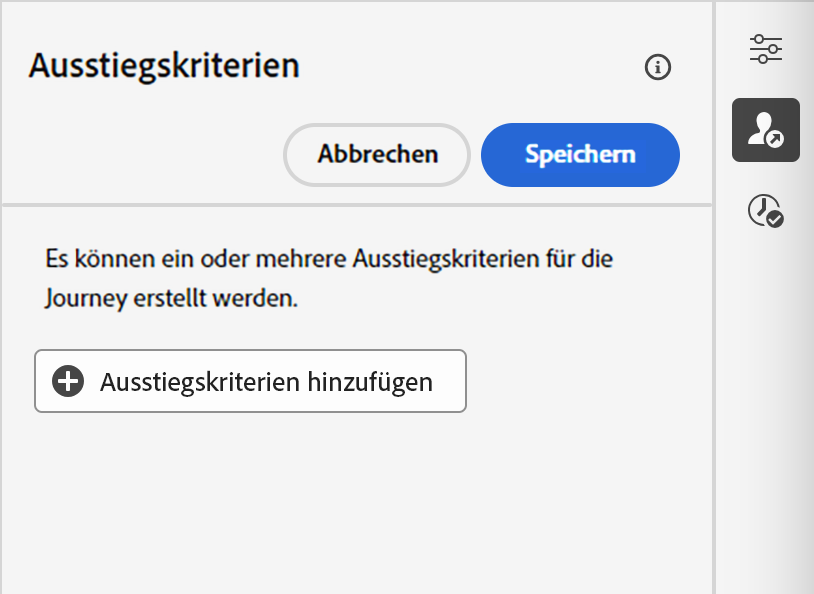 Ausstiegskriterien
Abbrechen
Speichern
Es können ein oder mehrere Ausstiegskriterien für die
Journey erstellt werden.
Ausstiegskriterien hinzufügen